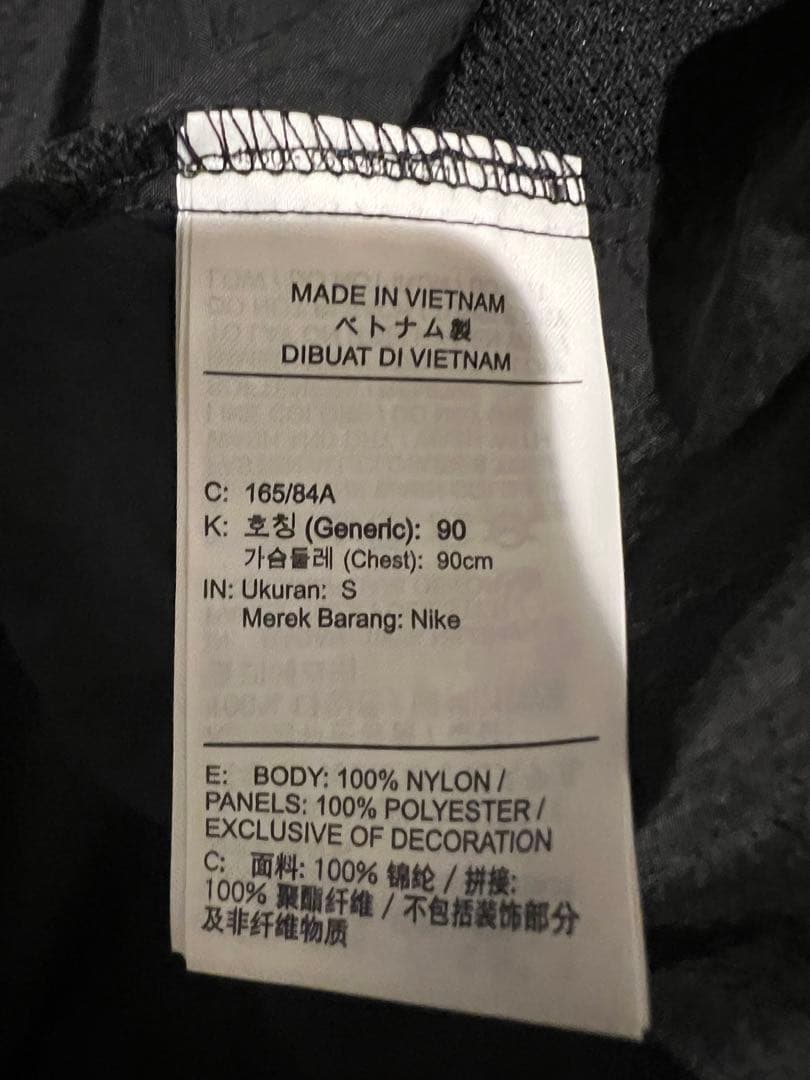 MADE IN VIETNAM
ベトナム製
DIBUAT DI VIETNAM
C: 165/84A
K: 호칭 (Generic): 90
가슴둘레 (Chest): 90cm
IN: Ukuran: S
Merek Barang: Nike
E: BODY: 100% NYLON /
PANELS: 100% POLYESTER /
EXCLUSIVE OF DECORATION
C: 面料: 100% 锦纶 / 拼接:
100% 聚酯纤维 / 不包括装饰部分
及非纤维物质